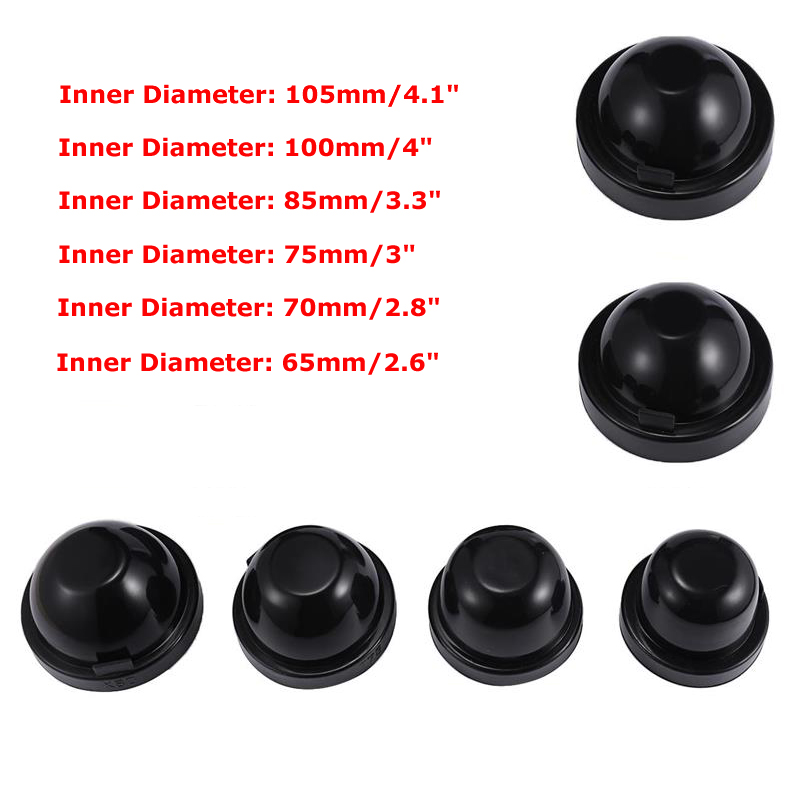 Inner Diameter: 105mm/4.1"
Inner Diameter: 100mm/4"
Inner Diameter: 85mm/3.3"
Inner Diameter: 75mm/3"
Inner Diameter: 70mm/2.8"
Inner Diameter: 65mm/2.6"